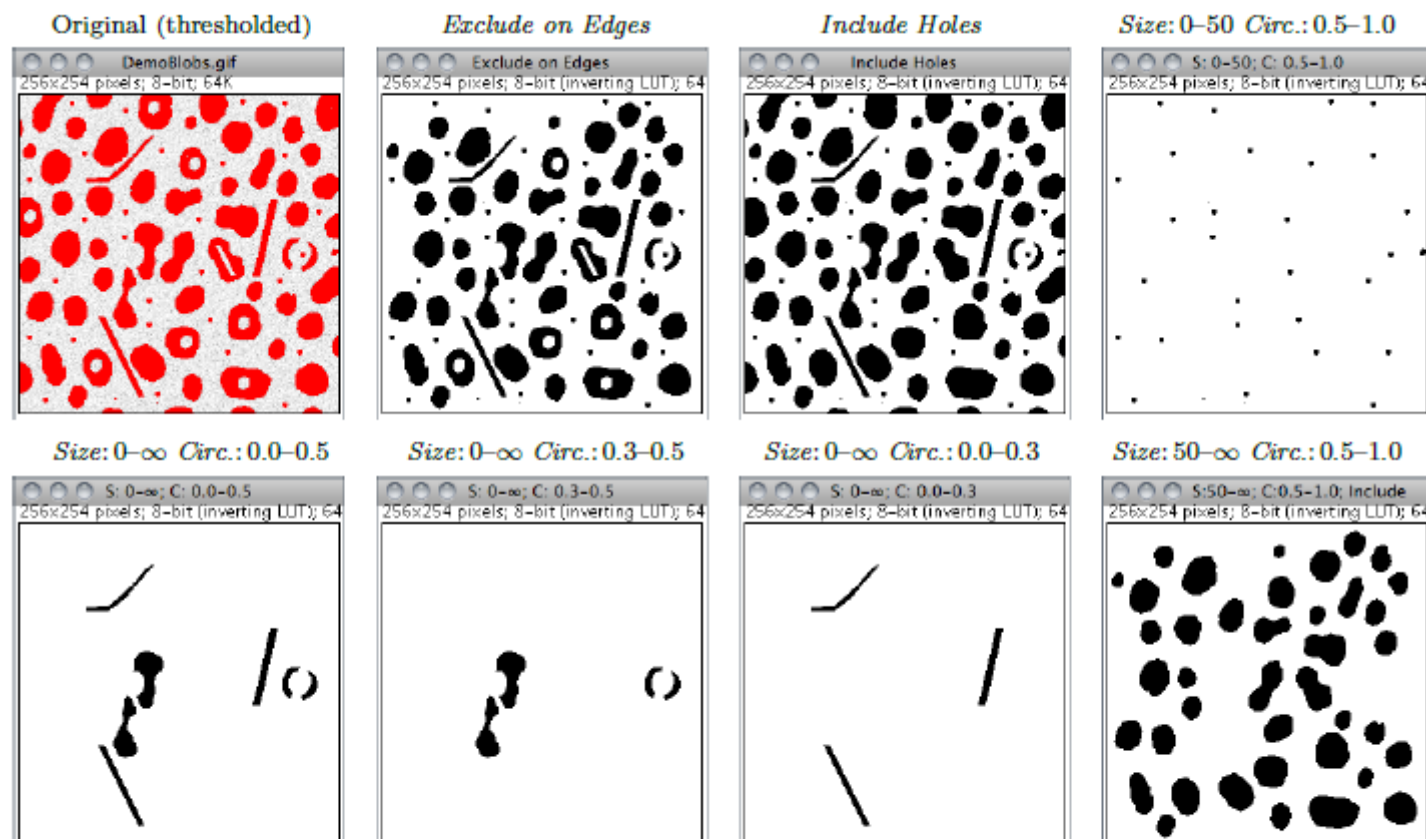 Original (thresholded)
Exclude on Edges
Include Holes
Size: 0–50 Circ.: 0.5–1.0
DemoBlobs.gif
Exclude on Edges
Include Holes
S: 0–50; C: 0.5–1.0
256x254 pixels; 8-bit; 64K
256x254 pixels; 8-bit (inverting LUT); 64
256x254 pixels; 8-bit (inverting LUT); 64
256x254 pixels; 8-bit (inverting LUT); 64
Size: 0–∞ Circ.: 0.0–0.5
Size: 0–∞ Circ.: 0.3–0.5
Size: 0–∞ Circ.: 0.0–0.3
Size: 50–∞ Circ.: 0.5–1.0
S: 0–∞; C: 0.0–0.5
S: 0–∞; C: 0.3–0.5
S: 0–∞; C: 0.0–0.3
S:50–∞; C:0.5–1.0; Include
256x254 pixels; 8-bit (inverting LUT); 64
256x254 pixels; 8-bit (inverting LUT); 64
256x254 pixels; 8-bit (inverting LUT); 64
256x254 pixels; 8-bit (inverting LUT); 64